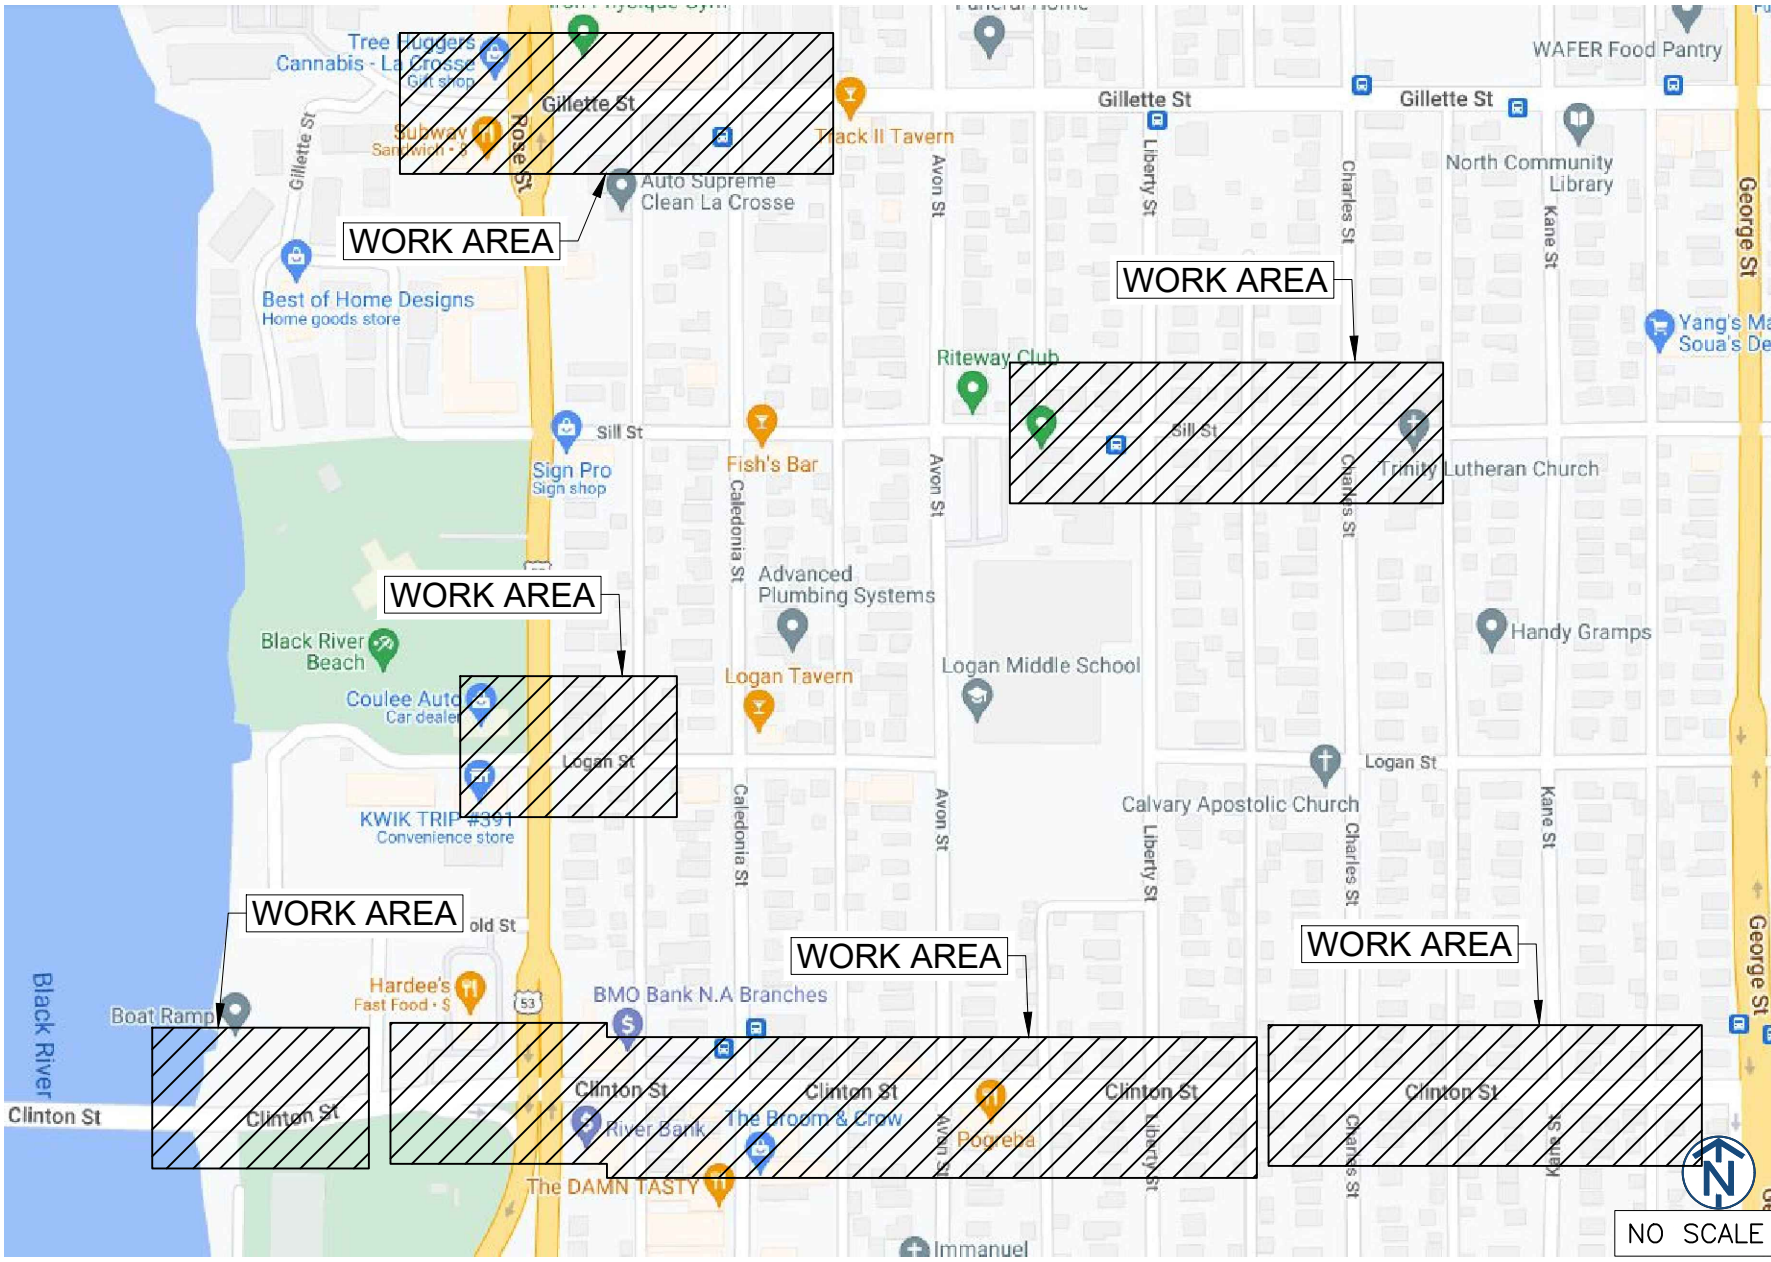 Iron Physique Gym
Funeral Home
Tree Huggers
Cannabis - La Crosse
Gift shop
WAFER Food Pantry
Gillette St
Gillette St
Gillette St
Gillette St
Subway
Sandwich · $
Rose St
Track II Tavern
North Community
Library
Avon St
Liberty St
Charles St
Kane St
George St
Auto Supreme
Clean La Crosse
WORK AREA
WORK AREA
Best of Home Designs
Home goods store
Yang's Ma
Soua's De
Riteway Club
Sill St
Sill St
Sign Pro
Sign shop
Fish's Bar
Trinity Lutheran Church
Caledonia St
Avon St
Charles St
WORK AREA
Advanced
Plumbing Systems
Black River
Beach
Handy Gramps
Logan Middle School
Logan Tavern
Coulee Auto
Car dealer
Logan St
Logan St
KWIK TRIP #391
Convenience store
Calvary Apostolic Church
Caledonia St
Avon St
Liberty St
Charles St
Kane St
George St
WORK AREA
old St
WORK AREA
WORK AREA
Black River
Hardee's
Fast Food · $
53
BMO Bank N.A Branches
Boat Ramp
Clinton St
Clinton St
Clinton St
Clinton St
Clinton St
Clinton St
River Bank
The Broom & Crow
Pogreba
Avon St
Liberty St
Charles St
Kane St
The DAMN TASTY
Immanuel
N
NO SCALE